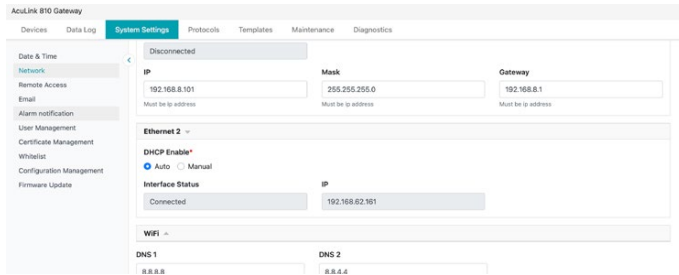 AcuLink 810 Gateway
Devices Data Log System Settings Protocols Templates Maintenance Diagnostics
Date & Time
Network
Remote Access
Email
Alarm notification
User Management
Certificate Management
Whitelist
Configuration Management
Firmware Update
Disconnected
IP Mask Gateway
192.168.8.101 255.255.255.0 192.168.8.1
Must be ip address Must be ip address Must be ip address
Ethernet 2
DHCP Enable*
Auto Manual
Interface Status IP
Connected 192.168.62.161
WiFi
DNS 1 DNS 2
8.8.8.8 8.8.4.4